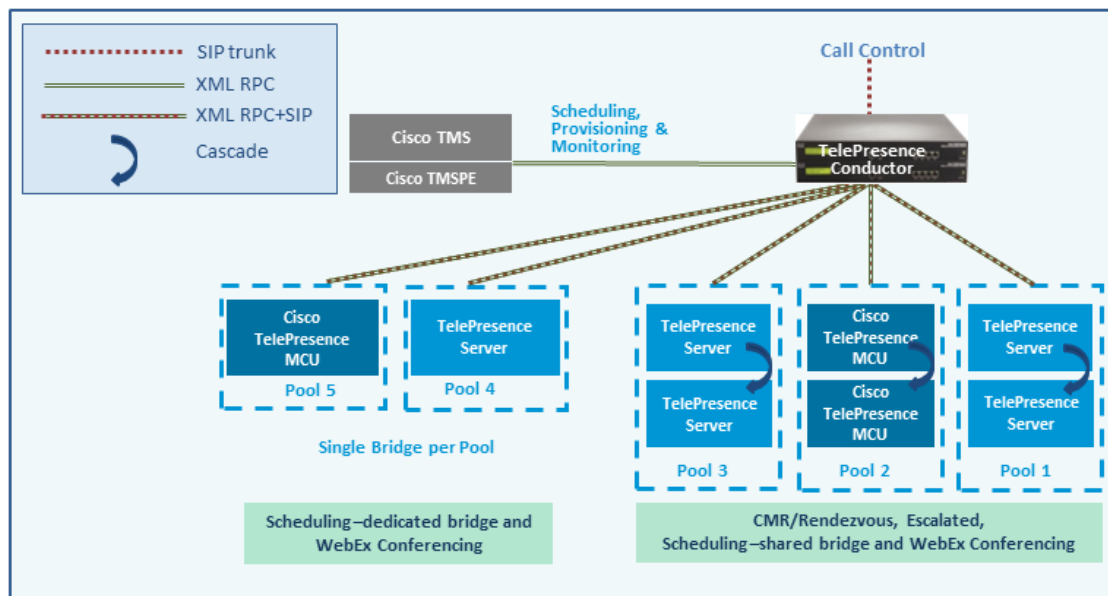 SIP trunk
XML RPC
XML RPC+SIP
Cascade
Call Control
Scheduling,
Provisioning &
Monitoring
Cisco TMS
Cisco TMSPE
TelePresence
Conductor
Cisco
TelePresence
MCU
Pool 5
TelePresence
Server
Pool 4
Single Bridge per Pool
TelePresence
Server
TelePresence
Server
Pool 3
Cisco
TelePresence
MCU
Cisco
TelePresence
MCU
Pool 2
TelePresence
Server
TelePresence
Server
Pool 1
Scheduling–dedicated bridge and
WebEx Conferencing
CMR/Rendezvous, Escalated,
Scheduling–shared bridge and WebEx Conferencing